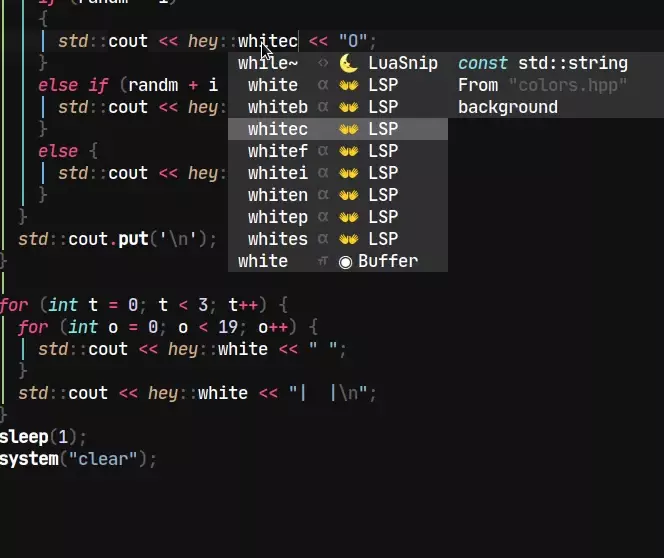 {
std::cout << hey::whitec << "O";
}
else if (randm + i
{
std::cout << hey:
}
else {
std::cout << hey:
}
}
std::cout.put('\n');
}
while~ <> LuaSnip
white α LSP
whiteb α LSP
whitec α LSP
whitef α LSP
whitei α LSP
whiten α LSP
whitep α LSP
whites α LSP
white Buffer
const std::string
From "colors.hpp"
background
for (int t = 0; t < 3; t++) {
for (int o = 0; o < 19; o++) {
std::cout << hey::white << " ";
}
std::cout << hey::white << "|  |\n";
}
sleep(1);
system("clear");